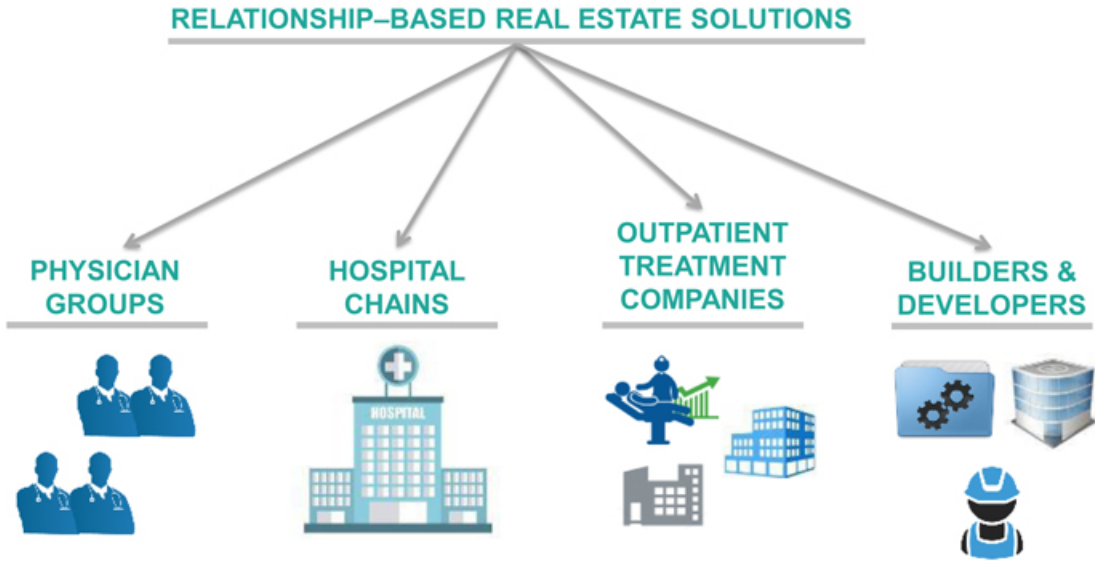 RELATIONSHIP–BASED REAL ESTATE SOLUTIONS
PHYSICIAN
GROUPS
HOSPITAL
CHAINS
OUTPATIENT
TREATMENT
COMPANIES
BUILDERS &
DEVELOPERS
HOSPITAL